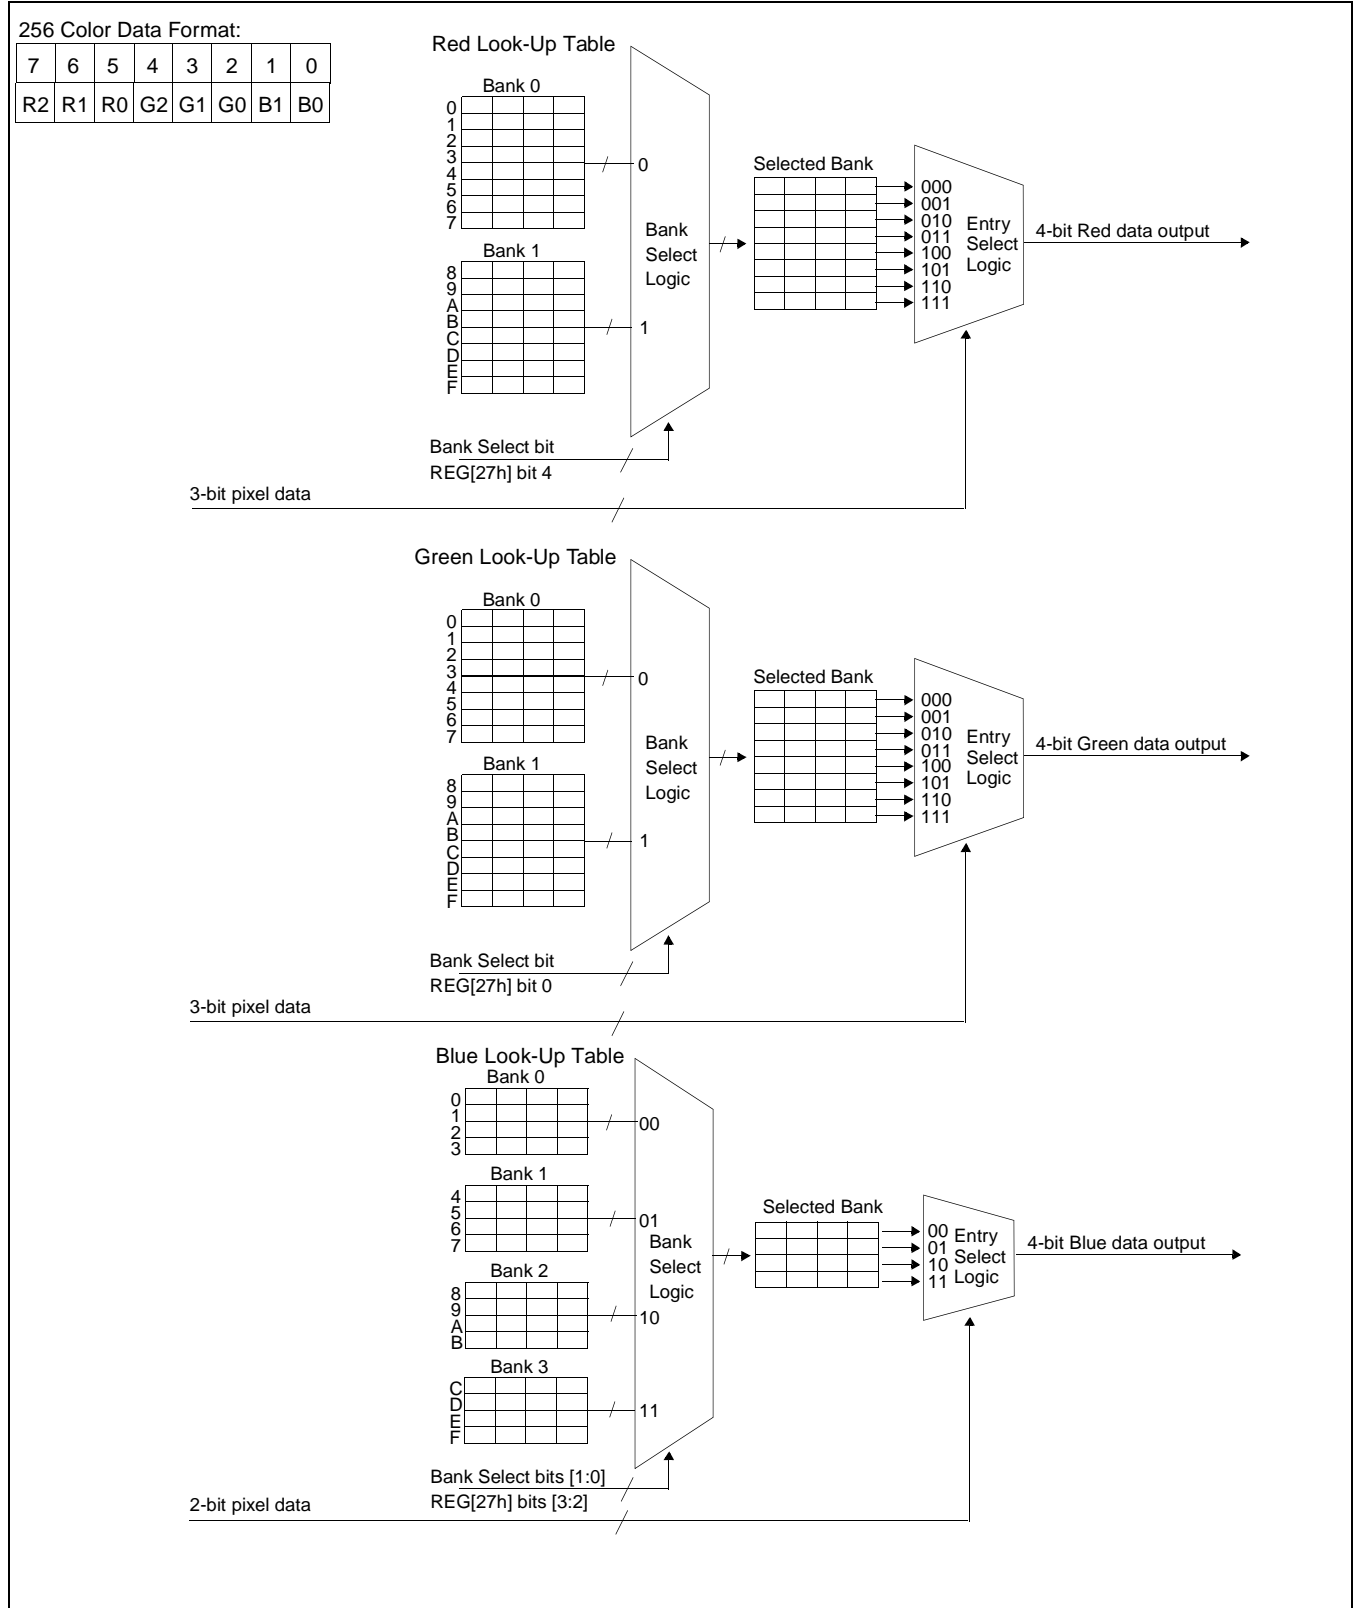 256 Color Data Format:
7 6 5 4 3 2 1 0
R2 R1 R0 G2 G1 G0 B1 B0
Red Look-Up Table
Bank 0
0
1
2
3
4
5
6
7
0
Bank 1
8
9
A
B
C
D
E
F
1
Bank
Select
Logic
Selected Bank
000
001
010
011
100
101
110
111
Entry
Select
Logic
4-bit Red data output
Bank Select bit
REG[27h] bit 4
3-bit pixel data
Green Look-Up Table
Bank 0
0
1
2
3
4
5
6
7
0
Bank 1
8
9
A
B
C
D
E
F
1
Bank
Select
Logic
Selected Bank
000
001
010
011
100
101
110
111
Entry
Select
Logic
4-bit Green data output
Bank Select bit
REG[27h] bit 0
3-bit pixel data
Blue Look-Up Table
Bank 0
0
1
2
3
00
Bank 1
4
5
6
7
01
Bank 2
8
9
A
B
10
Bank 3
C
D
E
F
11
Bank
Select
Logic
Selected Bank
00
01
10
11
Entry
Select
Logic
4-bit Blue data output
Bank Select bits [1:0]
REG[27h] bits [3:2]
2-bit pixel data